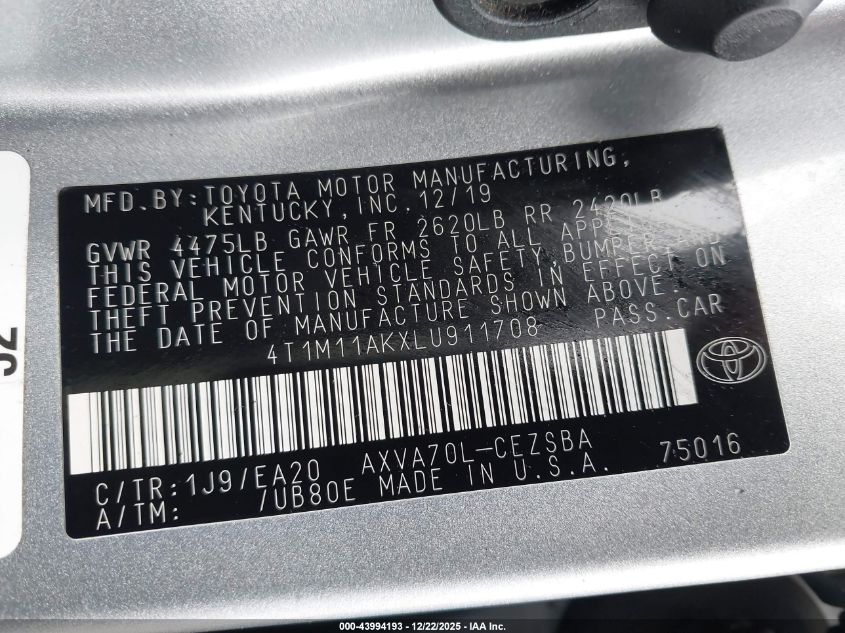 MFD.BY:TOYOTA MOTOR MANUFACTURING,
KENTUCKY,INC.12/19
GVWR 4475LB GAWR FR 2620LB RR 2420LB
THIS VEHICLE CONFORMS TO ALL
FEDERAL MOTOR VEHICLE SAFETY BUMPER, AND
THEFT PREVENTION STANDARDS IN EFFECT ON
THE DATE OF MANUFACTURE SHOWN ABOVE.
4T1M11AKXLU911708 PASS.CAR
C/TR:1J9/EA20 AXVA70L-CEZSBA 75016
A/TM: /UB80E MADE IN U.S.A.
000-43994193 - 12/22/2025 - IAA Inc.